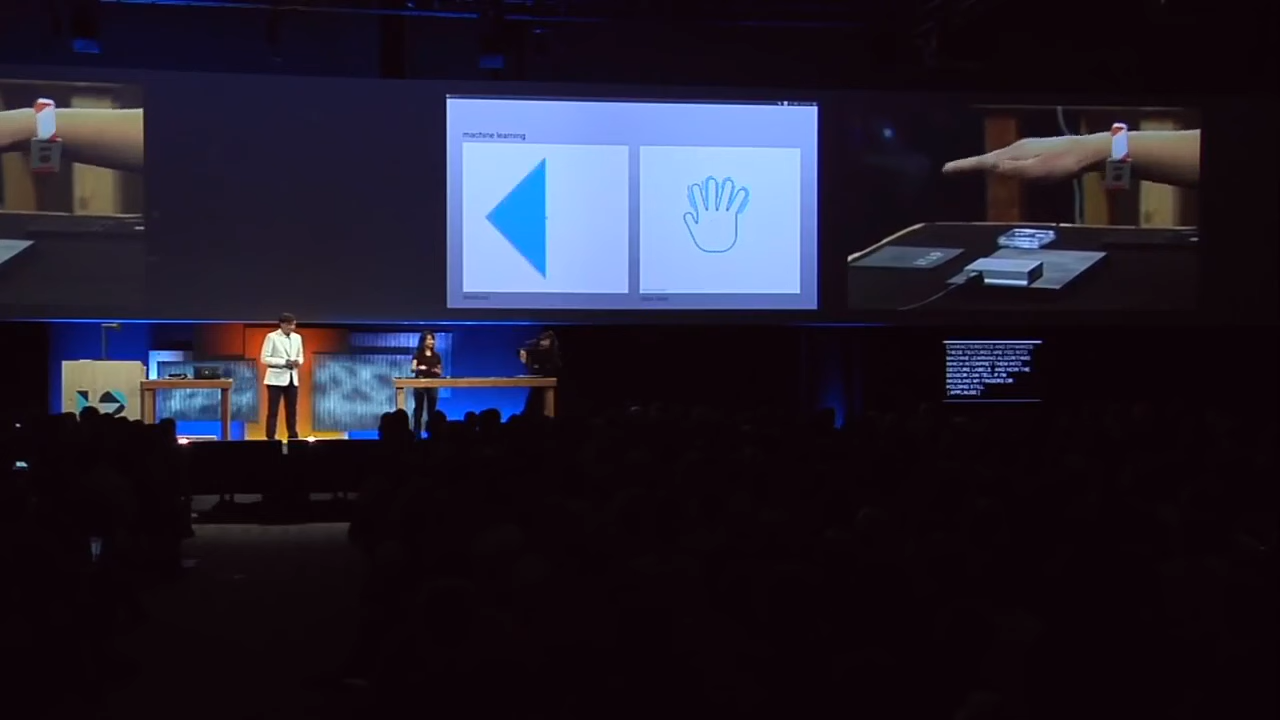 machine learning
CHARACTERISTICS AND DYNAMICS.
THESE FEATURES ARE FED INTO
MACHINE LEARNING ALGORITHMS
WHICH INTERPRET THEM INTO
GESTURE LABELS. AND HOW THE
SENSOR CAN TELL IF I'M
WIGGLING MY FINGERS OR
HOLDING STILL.
[ APPLAUSE ]